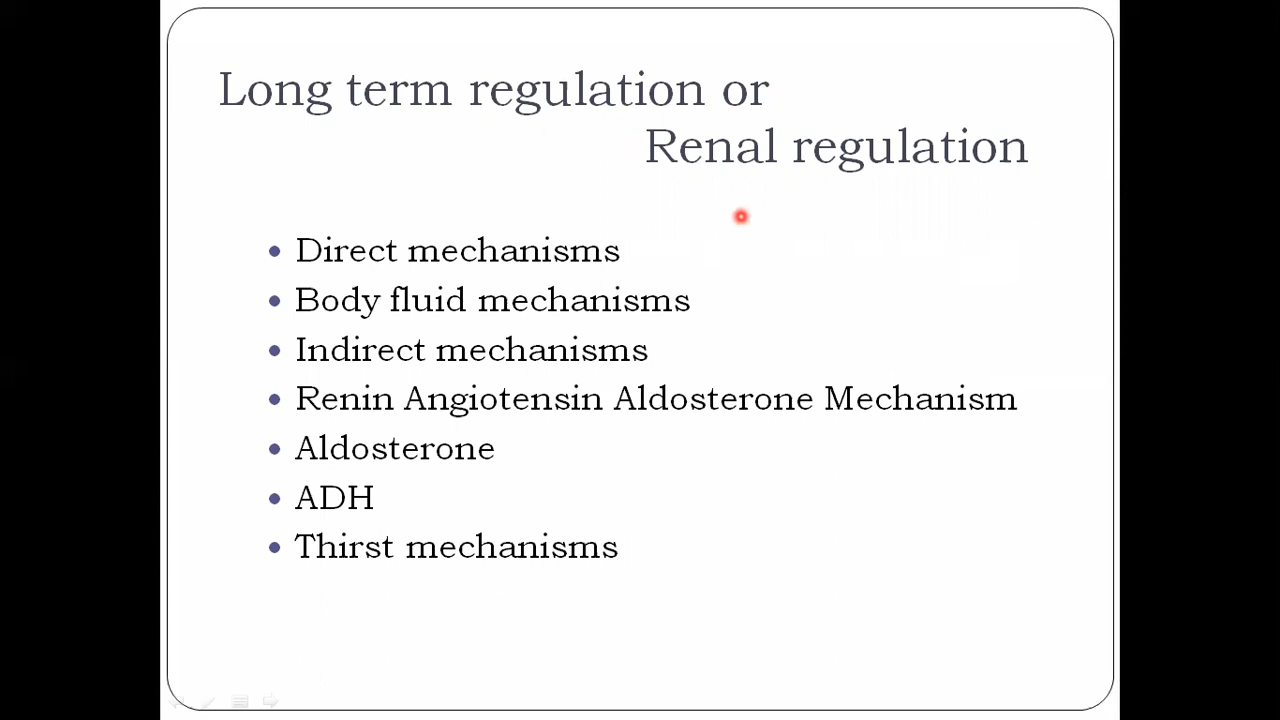 Long term regulation or
Renal regulation
• Direct mechanisms
• Body fluid mechanisms
• Indirect mechanisms
• Renin Angiotensin Aldosterone Mechanism
• Aldosterone
• ADH
• Thirst mechanisms